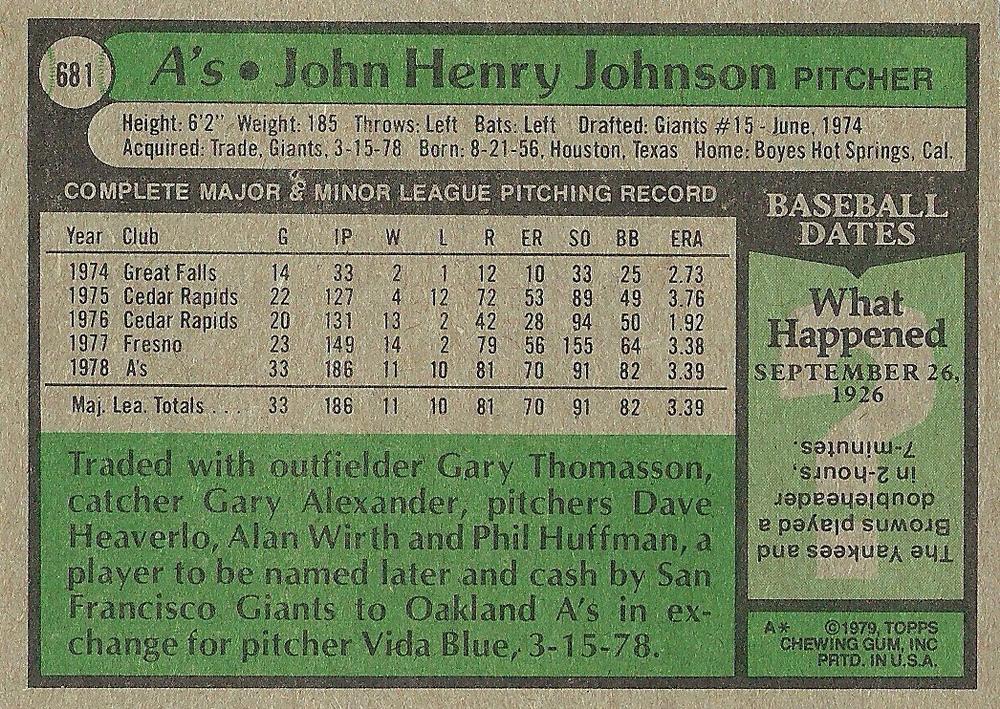 681 A's • John Henry Johnson PITCHER
Height: 6'2" Weight: 185 Throws: Left Bats: Left Drafted: Giants #15 - June, 1974
Acquired: Trade, Giants, 3-15-78 Born: 8-21-56, Houston, Texas Home: Boyes Hot Springs, Cal.
COMPLETE MAJOR & MINOR LEAGUE PITCHING RECORD
Year Club G IP W L R ER SO BB ERA
1974 Great Falls 14 33 2 1 12 10 33 25 2.73
1975 Cedar Rapids 22 127 4 12 72 53 89 49 3.76
1976 Cedar Rapids 20 131 13 2 42 28 94 50 1.92
1977 Fresno 23 149 14 2 79 56 155 64 3.38
1978 A's 33 186 11 10 81 70 91 82 3.39
Maj. Lea. Totals . . . 33 186 11 10 81 70 91 82 3.39
Traded with outfielder Gary Thomasson,
catcher Gary Alexander, pitchers Dave
Heaverlo, Alan Wirth and Phil Huffman, a
player to be named later and cash by San
Francisco Giants to Oakland A's in ex-
change for pitcher Vida Blue, 3-15-78.
BASEBALL
DATES
What
Happened
SEPTEMBER 26,
1926
?
The Yankees and
Browns played a
doubleheader
in 2-hours,
7-minutes.
A* ©1979, TOPPS
CHEWING GUM, INC
PRTD. IN U.S.A.